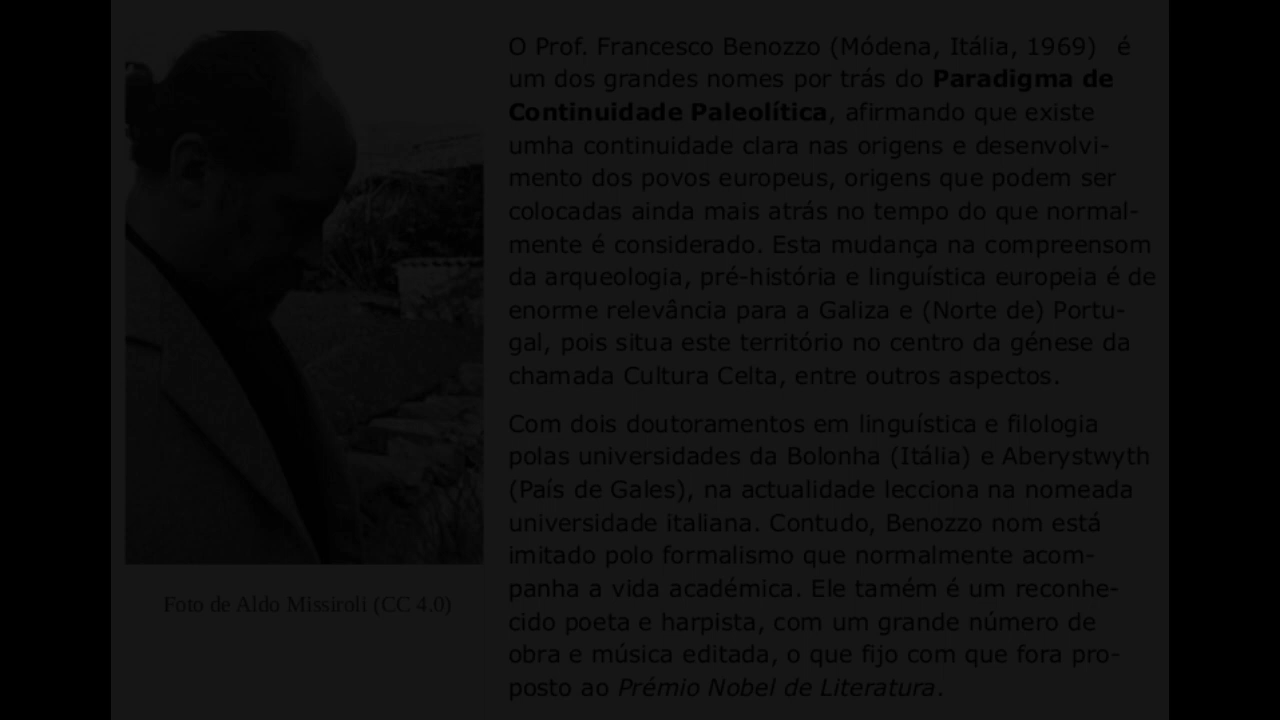 O Prof. Francesco Benozzo (Módena, Itália, 1969) é
um dos grandes nomes por trás do Paradigma de
Continuidade Paleolítica, afirmando que existe
umha continuidade clara nas origens e desenvolvi-
mento dos povos europeus, origens que podem ser
colocadas ainda mais atrás no tempo do que normal-
mente é considerado. Esta mudança na compreensom
da arqueologia, pré-história e linguística europeia é de
enorme relevância para a Galiza e (Norte de) Portu-
gal, pois situa este território no centro da génese da
chamada Cultura Celta, entre outros aspectos.
Com dois doutoramentos em linguística e filologia
polas universidades da Bolonha (Itália) e Aberystwyth
(País de Gales), na actualidade lecciona na nomeada
universidade italiana. Contudo, Benozzo nom está
imitado polo formalismo que normalmente acom-
panha a vida académica. Ele tamém é um reconhe-
cido poeta e harpista, com um grande número de
obra e música editada, o que fijo com que fora pro-
posto ao Prémio Nobel de Literatura.
Foto de Aldo Missiroli (CC 4.0)